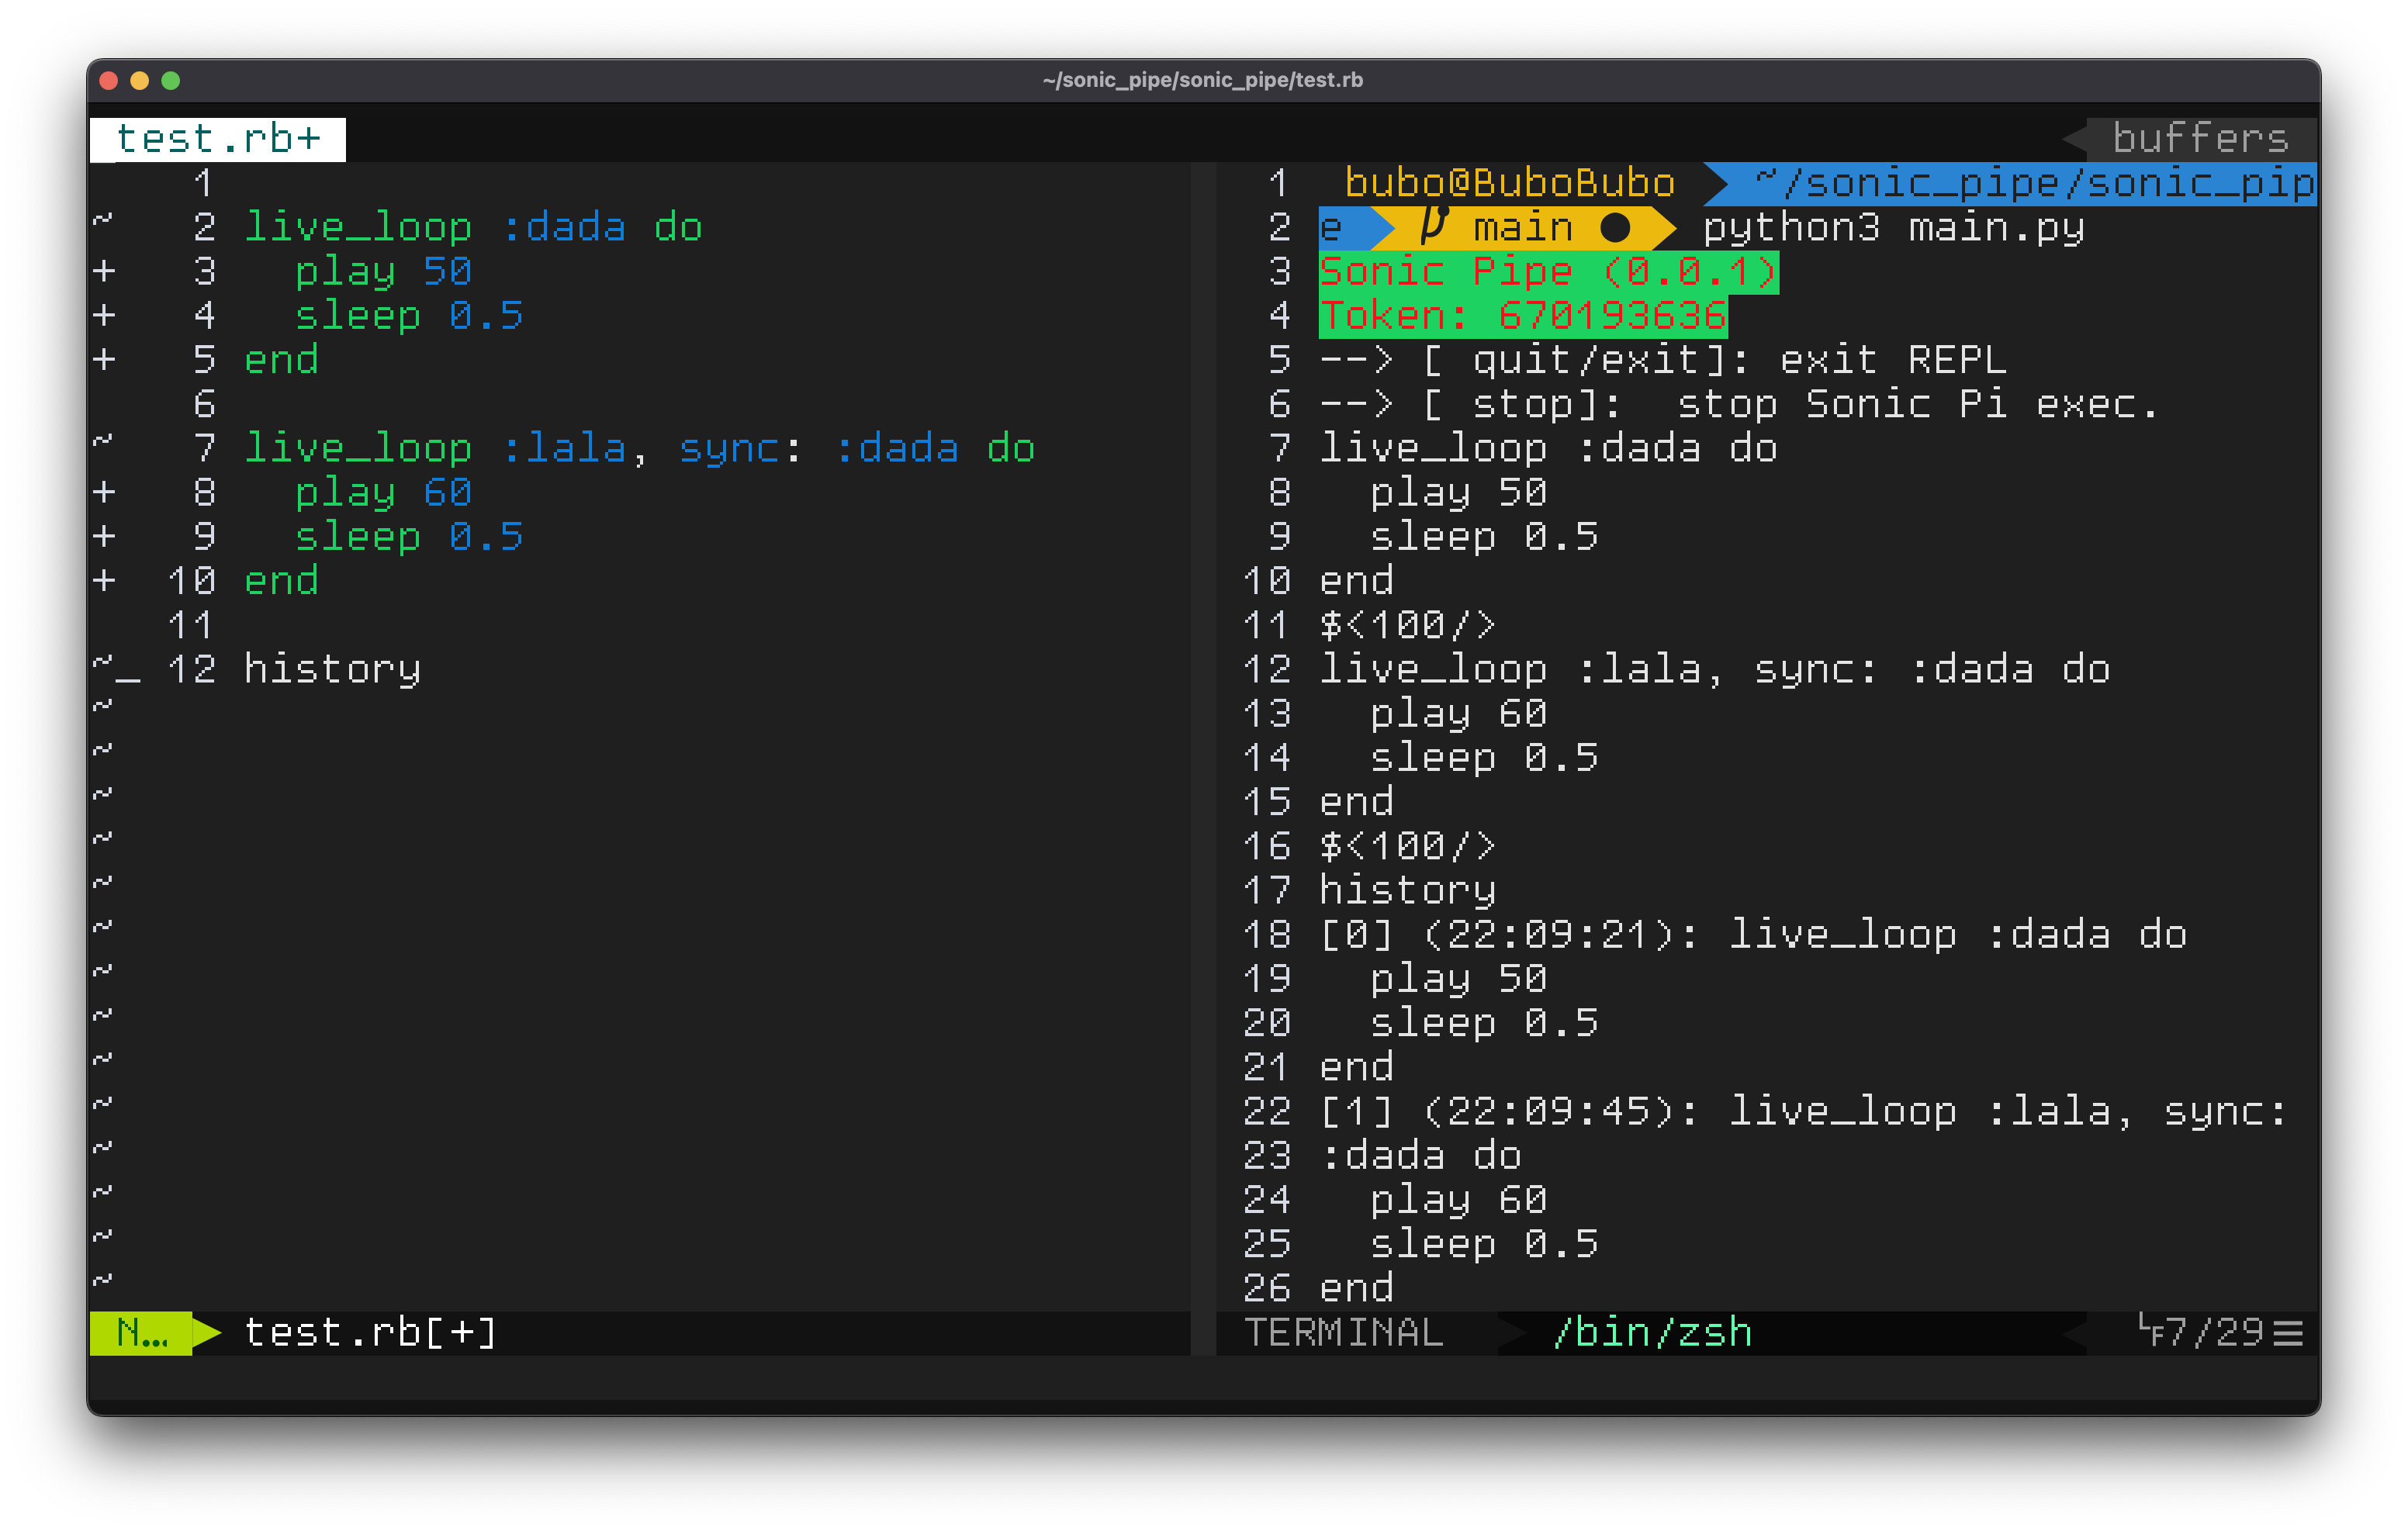 ~/sonic_pipe/sonic_pipe/test.rb
test.rb+
buffers
1
~ 2 live_loop :dada do
+ 3   play 50
+ 4   sleep 0.5
+ 5 end
6
~ 7 live_loop :lala, sync: :dada do
+ 8   play 60
+ 9   sleep 0.5
+ 10 end
11
~_ 12 history
~
~
~
~
~
~
~
~
~
~
~
~
~
~
N… test.rb[+]
1  bubo@BuboBubo  ~/sonic_pipe/sonic_pip
2 e  main ●  python3 main.py
3 Sonic Pipe (0.0.1)
4 Token: 670193636
5 --> [ quit/exit]: exit REPL
6 --> [ stop]:  stop Sonic Pi exec.
7 live_loop :dada do
8   play 50
9   sleep 0.5
10 end
11 $<100/>
12 live_loop :lala, sync: :dada do
13   play 60
14   sleep 0.5
15 end
16 $<100/>
17 history
18 [0] (22:09:21): live_loop :dada do
19   play 50
20   sleep 0.5
21 end
22 [1] (22:09:45): live_loop :lala, sync:
23 :dada do
24   play 60
25   sleep 0.5
26 end
TERMINAL  /bin/zsh  ␊7/29☰